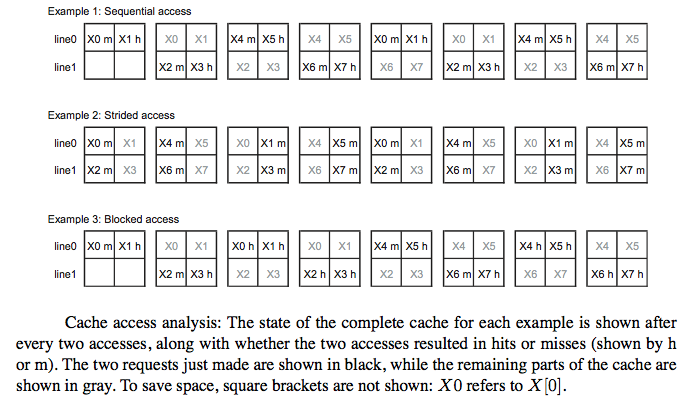 Example 1: Sequential access
line0 X0 m X1 h X0 X1 X4 m X5 h X4 X5 X0 m X1 h X0 X1 X4 m X5 h X4 X5
line1 X2 m X3 h X2 X3 X6 m X7 h X6 X7 X2 m X3 h X2 X3 X6 m X7 h
Example 2: Strided access
line0 X0 m X1 X4 m X5 X0 X1 m X4 X5 m X0 m X1 X4 m X5 X0 X1 m X4 X5 m
line1 X2 m X3 X6 m X7 X2 X3 m X6 X7 m X2 m X3 X6 m X7 X2 X3 m X6 X7 m
Example 3: Blocked access
line0 X0 m X1 h X0 X1 X0 h X1 h X0 X1 X4 m X5 h X4 X5 X4 h X5 h X4 X5
line1 X2 m X3 h X2 X3 X2 h X3 h X2 X3 X6 m X7 h X6 X7 X6 h X7 h
Cache access analysis: The state of the complete cache for each example is shown after
every two accesses, along with whether the two accesses resulted in hits or misses (shown by h
or m). The two requests just made are shown in black, while the remaining parts of the cache are
shown in gray. To save space, square brackets are not shown: X0 refers to X[0].